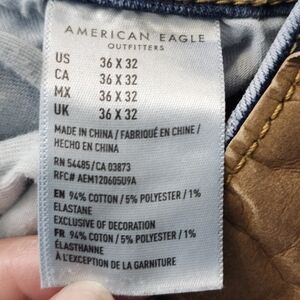 AMERICAN EAGLE
OUTFITTERS
US 36 X 32
CA 36 X 32
MX 36 X 32
UK 36 X 32
MADE IN CHINA / FABRIQUÉ EN CHINE /
HECHO EN CHINA
RN 54485/CA 03873
RFC# AEM120605U9A
EN 94% COTTON / 5% POLYESTER / 1%
ELASTANE
EXCLUSIVE OF DECORATION
FR 94% COTON / 5% POLYESTER / 1%
ÉLASTHANNE
À L'EXCEPTION DE LA GARNITURE